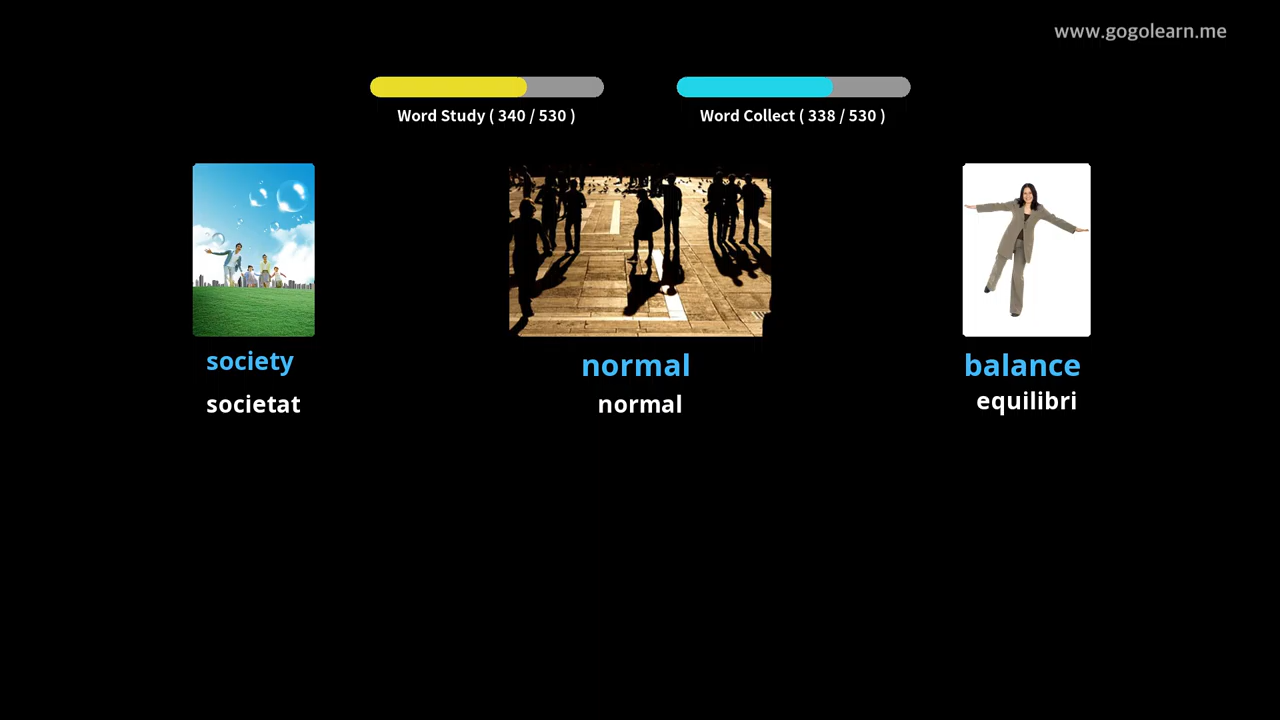 www.gogolearn.me
Word Study ( 340 / 530 )
Word Collect ( 338 / 530 )
society
societat
normal
normal
balance
equilibri